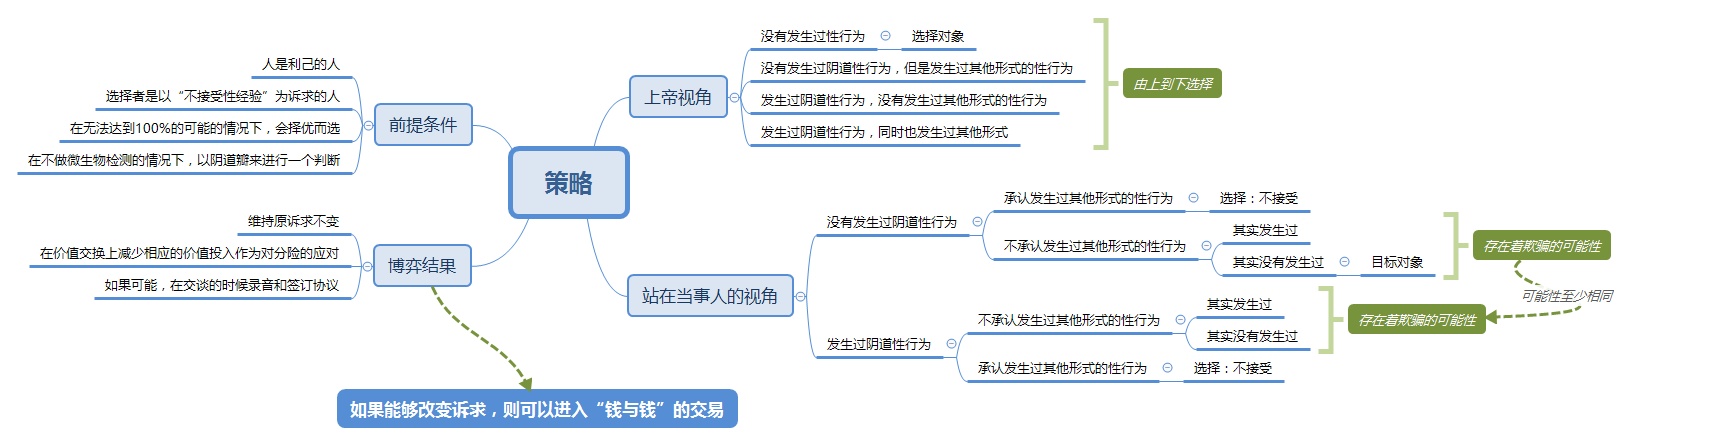 策略
前提条件
人是利己的人
选择者是以“不接受性经验”为诉求的人
在无法达到100%的可能的情况下，会择优而选
在不做微生物检测的情况下，以阴道瓣来进行一个判断
博弈结果
维持原诉求不变
在价值交换上减少相应的价值投入作为对分险的应对
如果可能，在交谈的时候录音和签订协议
如果能够改变诉求，则可以进入“钱与钱”的交易
上帝视角
没有发生过性行为
选择对象
没有发生过阴道性行为，但是发生过其他形式的性行为
发生过阴道性行为，没有发生过其他形式的性行为
发生过阴道性行为，同时也发生过其他形式
由上到下选择
站在当事人的视角
没有发生过阴道性行为
承认发生过其他形式的性行为
选择：不接受
不承认发生过其他形式的性行为
其实发生过
其实没有发生过
目标对象
存在着欺骗的可能性
可能性至少相同
发生过阴道性行为
不承认发生过其他形式的性行为
其实发生过
其实没有发生过
存在着欺骗的可能性
承认发生过其他形式的性行为
选择：不接受